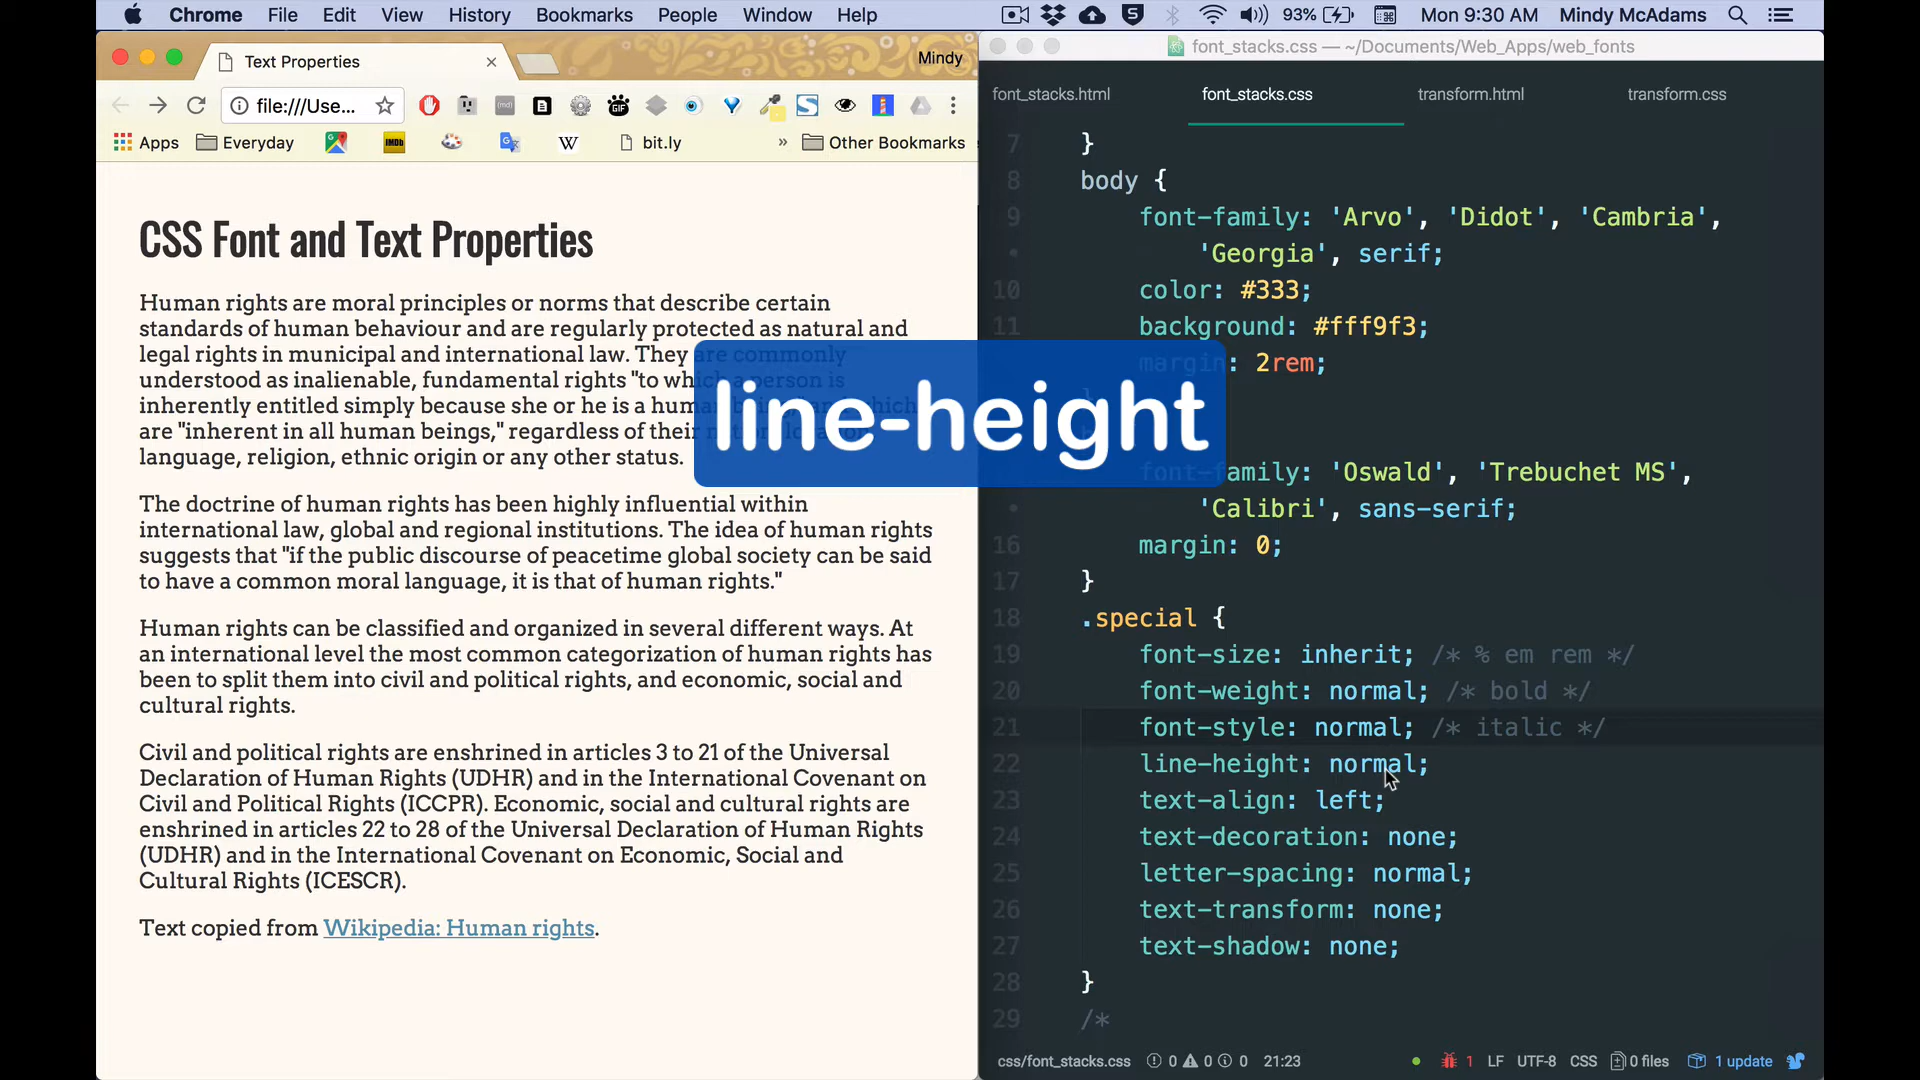 Chrome File Edit View History Bookmarks People Window Help 93% Mon 9:30 AM Mindy McAdams
Text Properties Mindy
file:///Use...
Apps Everyday IMDb W bit.ly » Other Bookmarks
CSS Font and Text Properties
Human rights are moral principles or norms that describe certain
standards of human behaviour and are regularly protected as natural and
legal rights in municipal and international law. They are commonly
understood as inalienable, fundamental rights "to which a person is
inherently entitled simply because she or he is a human being," and which
are "inherent in all human beings," regardless of their
language, religion, ethnic origin or any other status.
The doctrine of human rights has been highly influential within
international law, global and regional institutions. The idea of human rights
suggests that "if the public discourse of peacetime global society can be said
to have a common moral language, it is that of human rights."
Human rights can be classified and organized in several different ways. At
an international level the most common categorization of human rights has
been to split them into civil and political rights, and economic, social and
cultural rights.
Civil and political rights are enshrined in articles 3 to 21 of the Universal
Declaration of Human Rights (UDHR) and in the International Covenant on
Civil and Political Rights (ICCPR). Economic, social and cultural rights are
enshrined in articles 22 to 28 of the Universal Declaration of Human Rights
(UDHR) and in the International Covenant on Economic, Social and
Cultural Rights (ICESCR).
Text copied from Wikipedia: Human rights.
line-height
font_stacks.css — ~/Documents/Web_Apps/web_fonts
font_stacks.html font_stacks.css transform.html transform.css
7 }
8 body {
9 font-family: 'Arvo', 'Didot', 'Cambria',
'Georgia', serif;
10 color: #333;
11 background: #fff9f3;
margin: 2rem;
font-family: 'Oswald', 'Trebuchet MS',
'Calibri', sans-serif;
16 margin: 0;
17 }
18 .special {
19 font-size: inherit; /* % em rem */
20 font-weight: normal; /* bold */
21 font-style: normal; /* italic */
22 line-height: normal;
23 text-align: left;
24 text-decoration: none;
25 letter-spacing: normal;
26 text-transform: none;
27 text-shadow: none;
28 }
29 /*
css/font_stacks.css 0 0 0 21:23 1 LF UTF-8 CSS 0 files 1 update